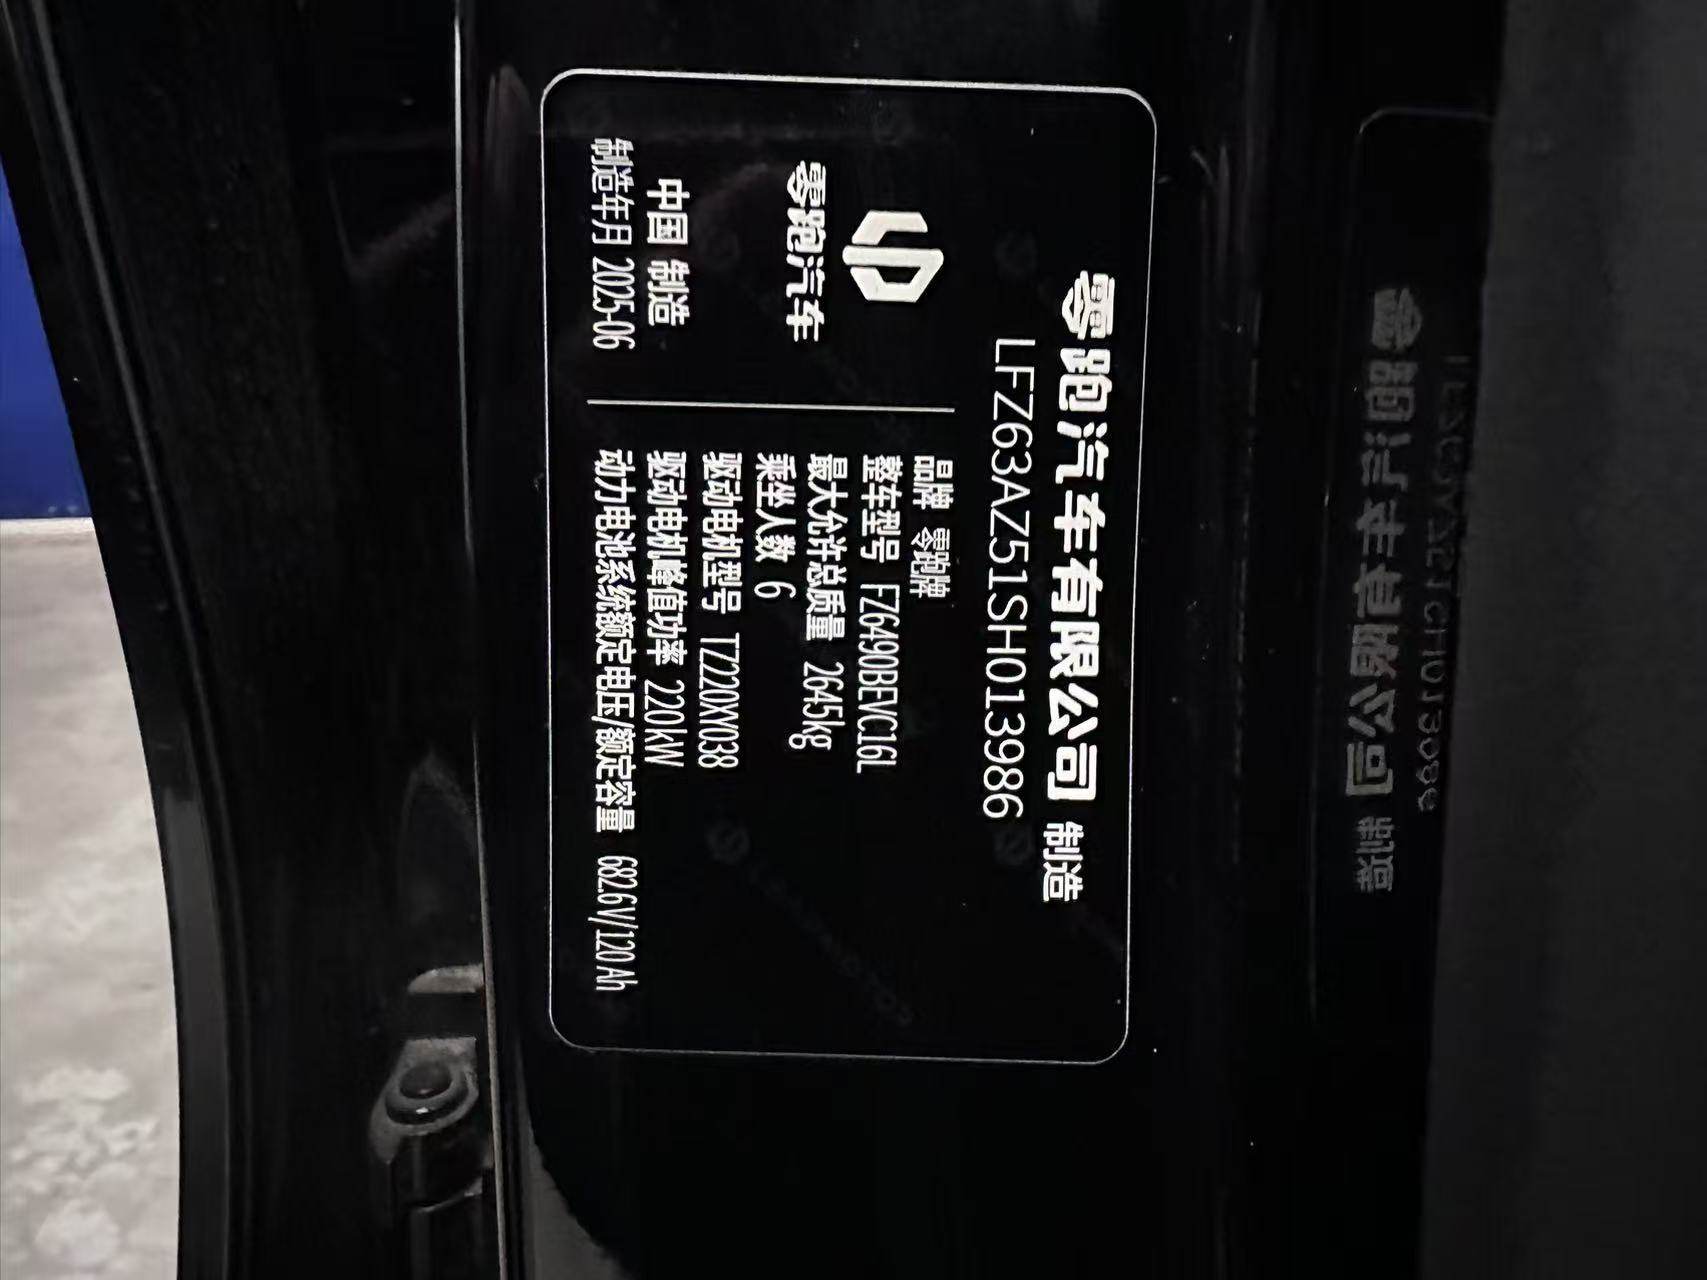 零跑汽车有限公司 制造
LFZ63AZ51SH013986
零跑汽车
中国 制造
制造年月 2025-06
品牌 零跑牌
整车型号 FZ6490BEVC16L
最大允许总质量 2645kg
乘坐人数 6
驱动电机型号 TZ220XY038
驱动电机峰值功率 220kW
动力电池系统额定电压/额定容量 682.6V/120Ah